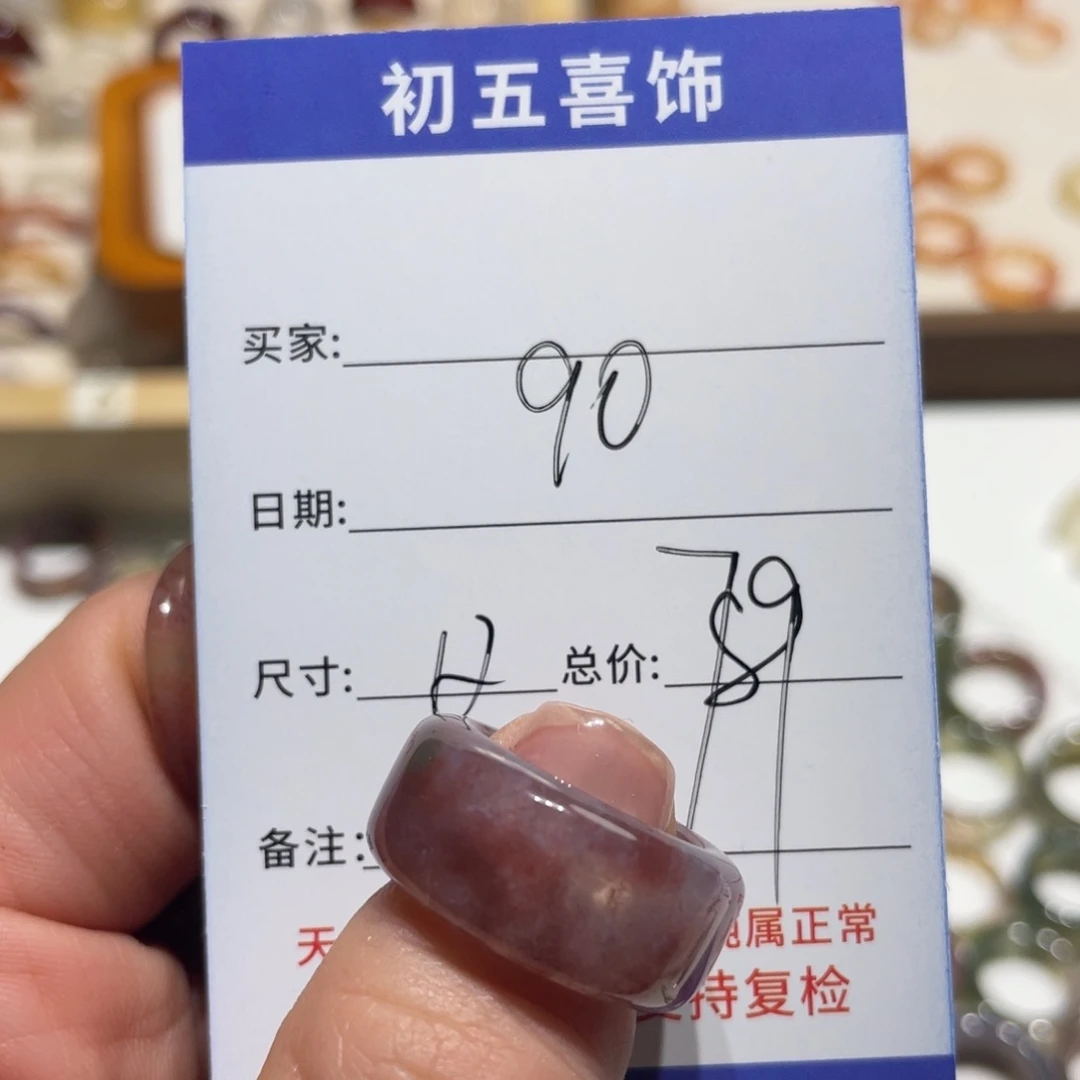 初五喜饰
买家:
90
日期:
尺寸: 总价: 79
备注:
天
属正常
持复检